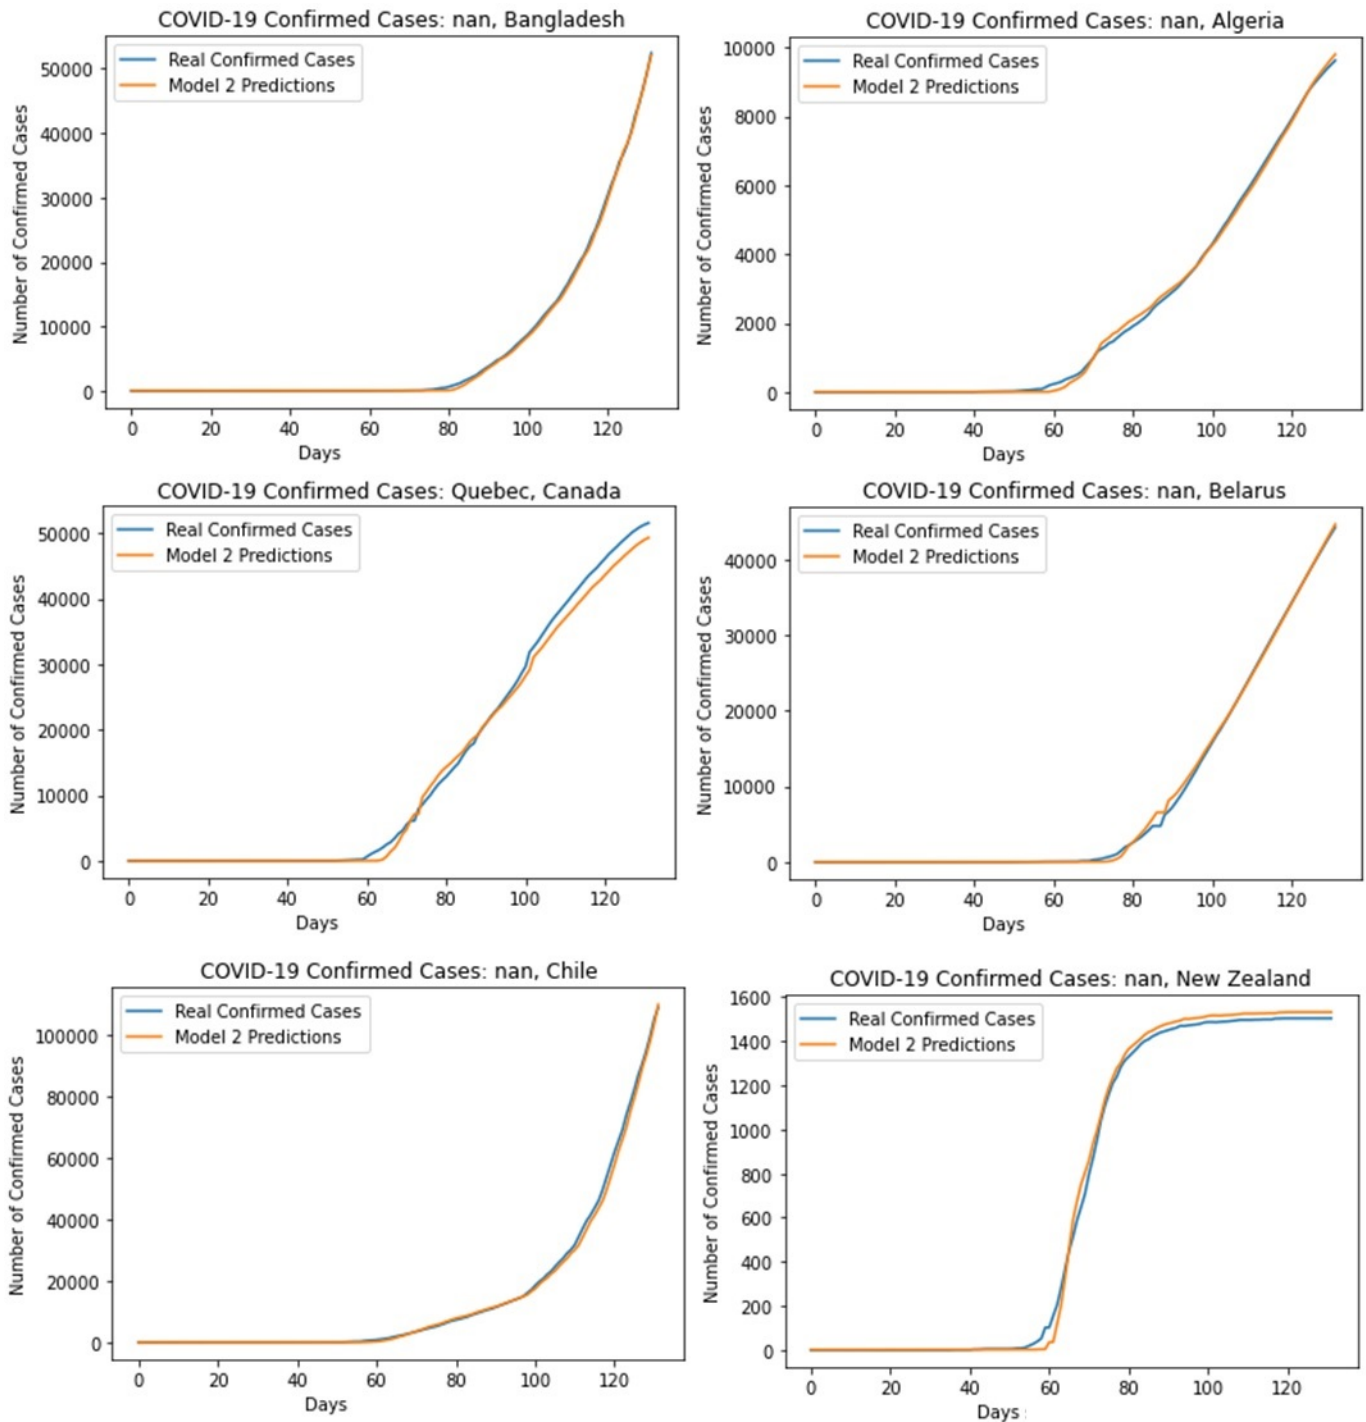 COVID-19 Confirmed Cases: nan, Bangladesh
Real Confirmed Cases
Model 2 Predictions
Number of Confirmed Cases
50000
40000
30000
20000
10000
0
0 20 40 60 80 100 120
Days
COVID-19 Confirmed Cases: nan, Algeria
Real Confirmed Cases
Model 2 Predictions
Number of Confirmed Cases
10000
8000
6000
4000
2000
0
0 20 40 60 80 100 120
Days
COVID-19 Confirmed Cases: Quebec, Canada
Real Confirmed Cases
Model 2 Predictions
Number of Confirmed Cases
50000
40000
30000
20000
10000
0
0 20 40 60 80 100 120
Days
COVID-19 Confirmed Cases: nan, Belarus
Real Confirmed Cases
Model 2 Predictions
Number of Confirmed Cases
40000
30000
20000
10000
0
0 20 40 60 80 100 120
Days
COVID-19 Confirmed Cases: nan, Chile
Real Confirmed Cases
Model 2 Predictions
Number of Confirmed Cases
100000
80000
60000
40000
20000
0
0 20 40 60 80 100 120
Days
COVID-19 Confirmed Cases: nan, New Zealand
Real Confirmed Cases
Model 2 Predictions
Number of Confirmed Cases
1600
1400
1200
1000
800
600
400
200
0
0 20 40 60 80 100 120
Days